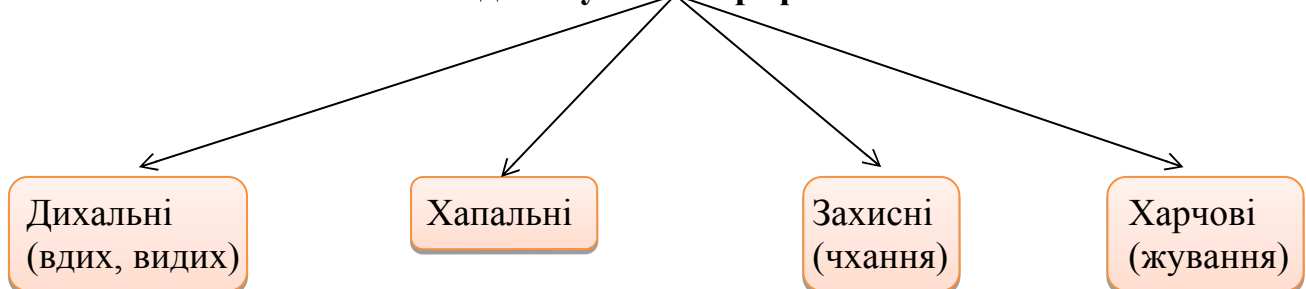 Дихальні
(вдих, видих)
Хапальні
Захисні
(чхання)
Харчові
(жування)